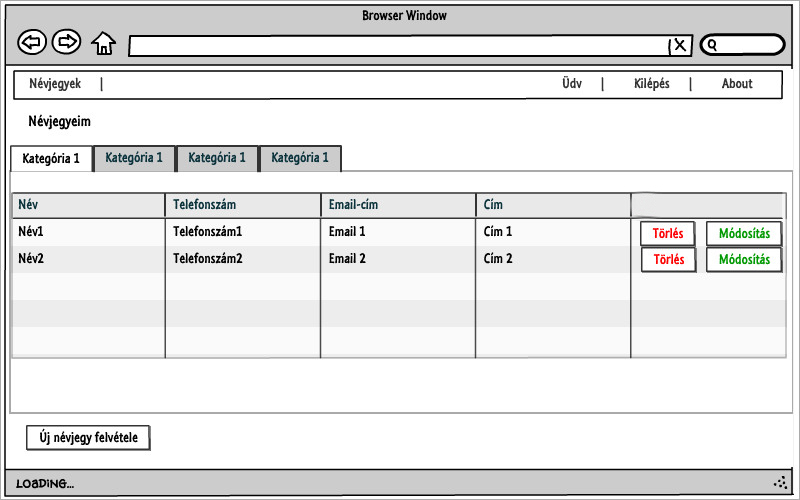 Browser Window
Névjegyek | Üdv | Kilépés | About
Névjegyeim
Kategória 1 Kategória 1 Kategória 1 Kategória 1
Név Telefonszám Email-cím Cím
Név1 Telefonszám1 Email 1 Cím 1 Törlés Módosítás
Név2 Telefonszám2 Email 2 Cím 2 Törlés Módosítás
Új névjegy felvétele
LOADING...